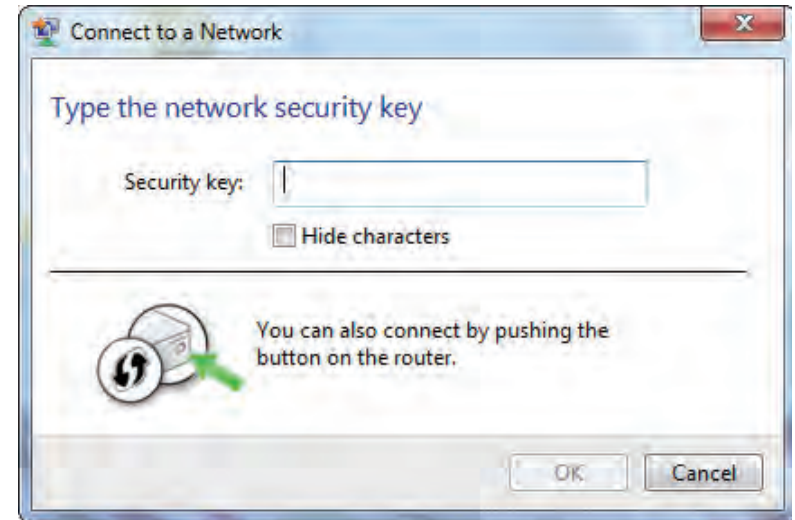 Connect to a Network
Type the network security key
Security key:
Hide characters
You can also connect by pushing the
button on the router.
OK
Cancel